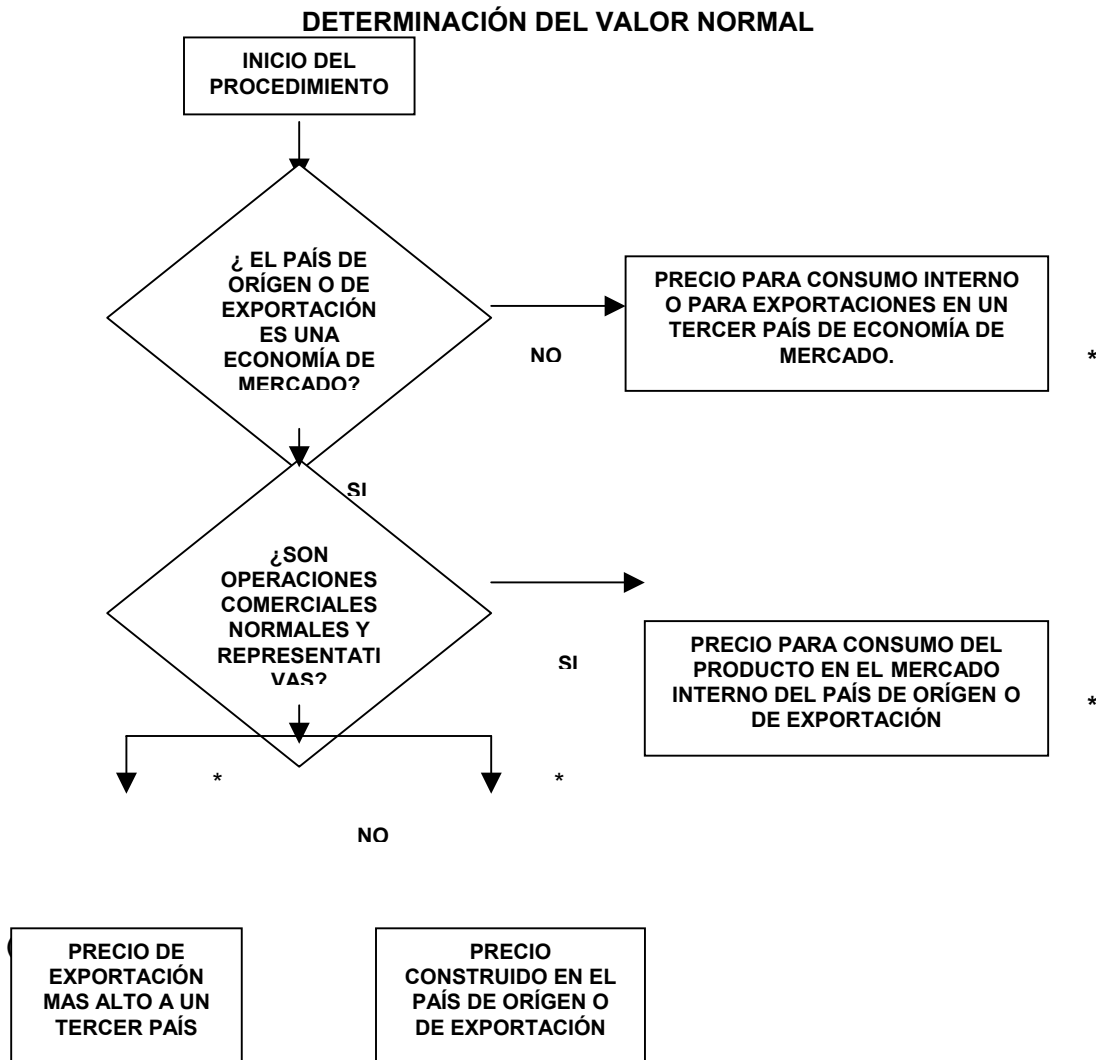 DETERMINACIÓN DEL VALOR NORMAL
INICIO DEL
PROCEDIMIENTO
¿ EL PAÍS DE
ORÍGEN O DE
EXPORTACIÓN
ES UNA
ECONOMÍA DE
MERCADO?
NO
PRECIO PARA CONSUMO INTERNO
O PARA EXPORTACIONES EN UN
TERCER PAÍS DE ECONOMÍA DE
MERCADO.
*
SI
¿SON
OPERACIONES
COMERCIALES
NORMALES Y
REPRESENTATI
VAS?
SI
PRECIO PARA CONSUMO DEL
PRODUCTO EN EL MERCADO
INTERNO DEL PAÍS DE ORÍGEN O
DE EXPORTACIÓN
*
*
*
NO
PRECIO DE
EXPORTACIÓN
MAS ALTO A UN
TERCER PAÍS
PRECIO
CONSTRUIDO EN EL
PAÍS DE ORÍGEN O
DE EXPORTACIÓN